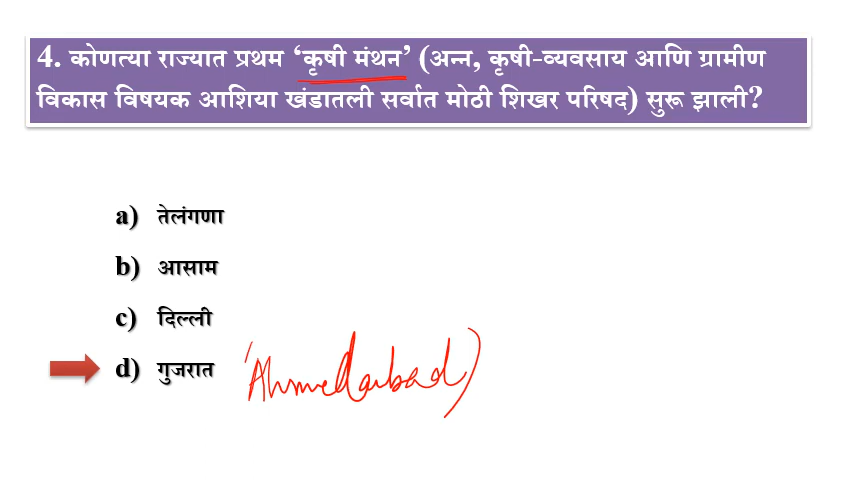 4. कोणत्या राज्यात प्रथम ‘कृषी मंथन’ (अन्न, कृषी-व्यवसाय आणि ग्रामीण
विकास विषयक आशिया खंडातली सर्वात मोठी शिखर परिषद) सुरू झाली?
a) तेलंगणा
b) आसाम
c) दिल्ली
d) गुजरात (Ahmedabad)